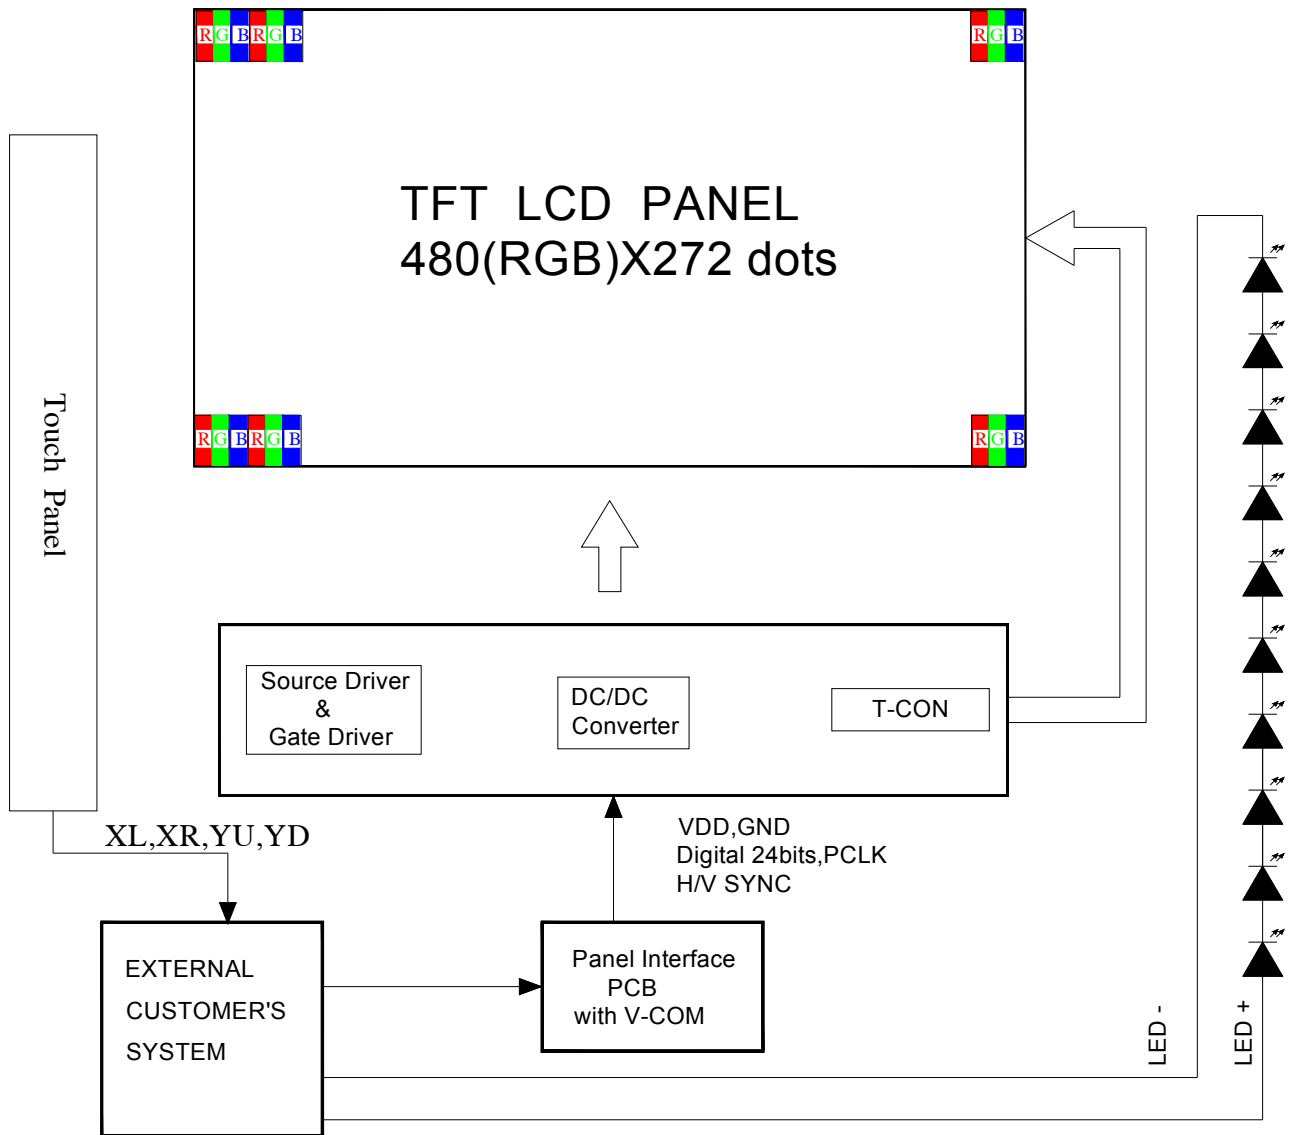 RGBRGB
RGB
TFT LCD PANEL
480(RGB)X272 dots
Touch Panel
RGBRGB
RGB
Source Driver
&
Gate Driver
DC/DC
Converter
T-CON
XL,XR,YU,YD
VDD,GND
Digital 24bits,PCLK
H/V SYNC
EXTERNAL
CUSTOMER'S
SYSTEM
Panel Interface
PCB
with V-COM
LED -
LED +